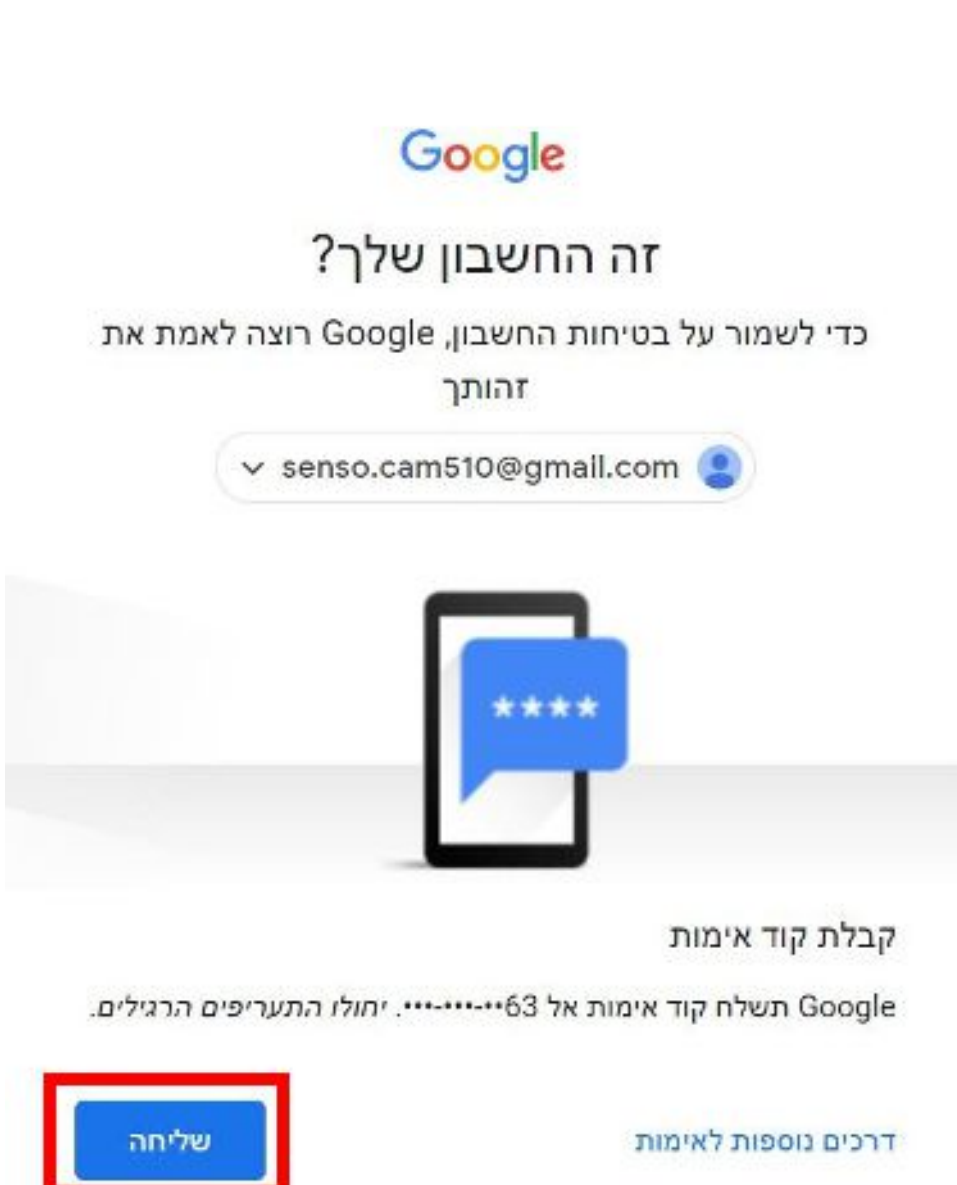 Google
זה החשבון שלך?
כדי לשמור על בטיחות החשבון, Google רוצה לאמת את
זהותך
senso.cam510@gmail.com
****
קבלת קוד אימות
Google תשלח קוד אימות אל 63••-•••-•••. יחולו התעריפים הרגילים.
דרכים נוספות לאימות
שליחה